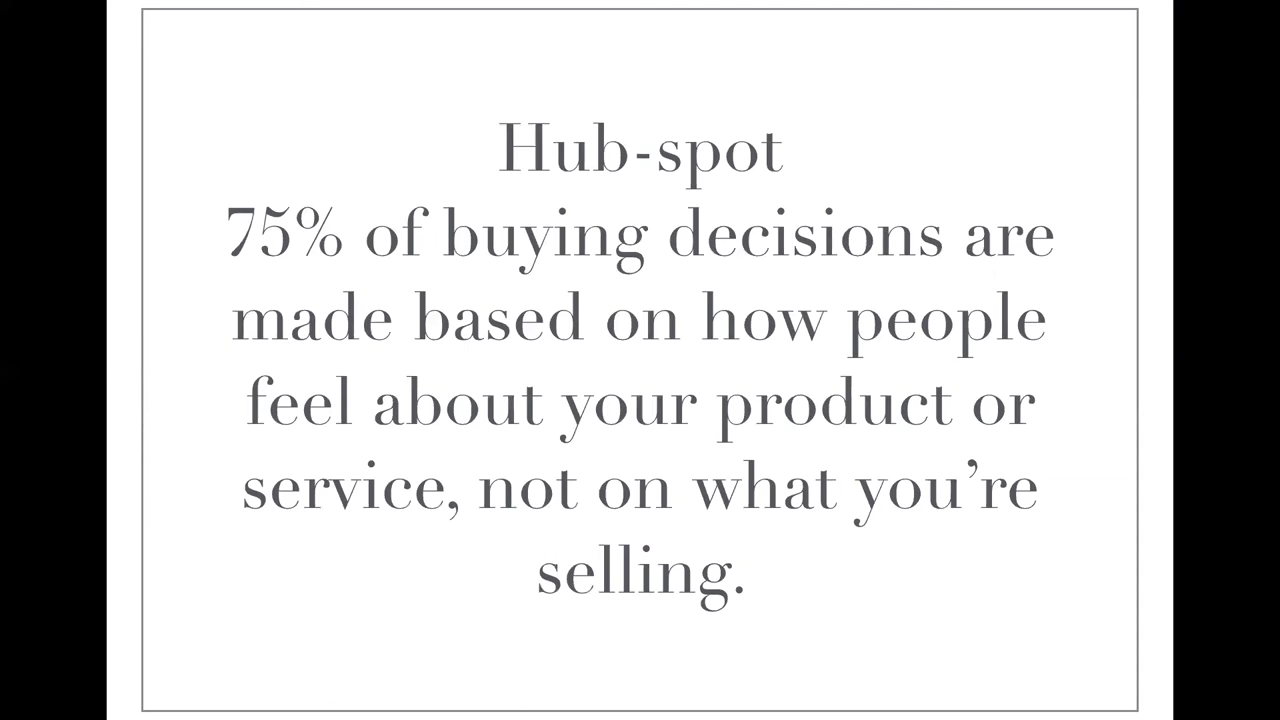 Hub-spot
75% of buying decisions are
made based on how people
feel about your product or
service, not on what you’re
selling.